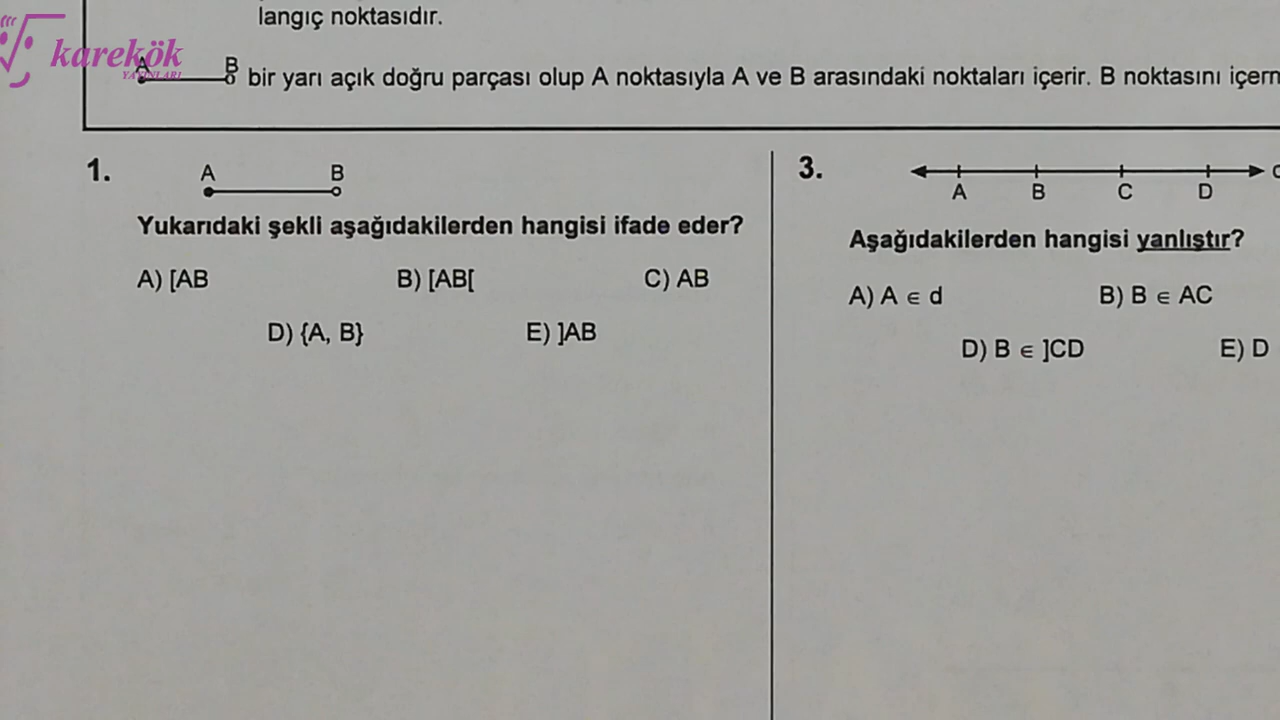 langıç noktasıdır.
karekök
YAYINLARI
A B
bir yarı açık doğru parçası olup A noktasıyla A ve B arasındaki noktaları içerir. B noktasını
1.
A B
Yukarıdaki şekli aşağıdakilerden hangisi ifade eder?
A) [AB B) [AB[ C) AB
D) {A, B} E) ]AB
3.
A B C D
Aşağıdakilerden hangisi yanlıştır?
A) A ∈ d B) B ∈ AC
D) B ∈ ]CD E) D